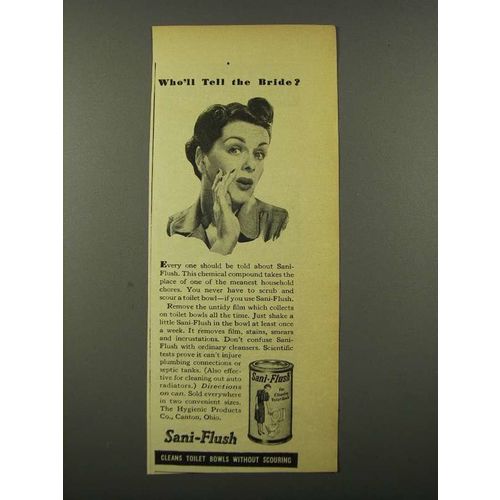 Who'll Tell the Bride?
Every one should be told about Sani-
Flush. This chemical compound takes the
place of one of the meanest household
chores. You never have to scrub and
scour a toilet bowl—if you use Sani-Flush.
Remove the untidy film which collects
on toilet bowls all the time. Just shake a
little Sani-Flush in the bowl at least once
a week. It removes film, stains, smears
and incrustations. Don't confuse Sani-
Flush with ordinary cleansers. Scientific
tests prove it can't injure
plumbing connections or
septic tanks. (Also effec-
tive for cleaning out auto
radiators.) Directions
on can. Sold everywhere
in two convenient sizes.
The Hygienic Products
Co., Canton, Ohio.
Sani-Flush
Sani-Flush
For
Cleaning
Toilet Bowls
CLEANS TOILET BOWLS WITHOUT SCOURING